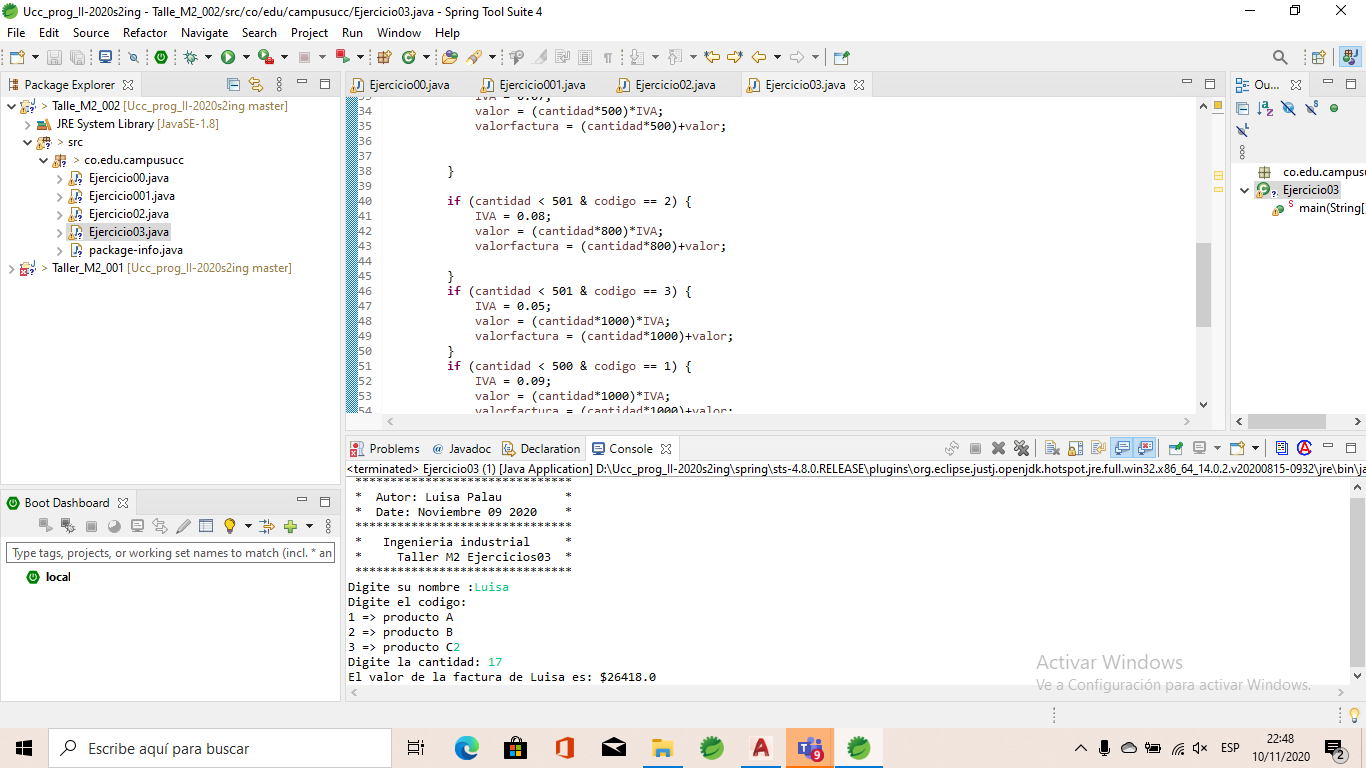 Ucc_prog_II-2020s2ing - Talle_M2_002/src/co/edu/campusucc/Ejercicio03.java - Spring Tool Suite 4
File Edit Source Refactor Navigate Search Project Run Window Help
Package Explorer
Talle_M2_002 [Ucc_prog_II-2020s2ing master]
JRE System Library [JavaSE-1.8]
> src
> co.edu.campusucc
Ejercicio00.java
Ejercicio001.java
Ejercicio02.java
Ejercicio03.java
package-info.java
> Taller_M2_001 [Ucc_prog_II-2020s2ing master]
Ejercicio00.java Ejercicio001.java Ejercicio02.java Ejercicio03.java
33 IVA = 0.07;
34 valor = (cantidad*500)*IVA;
35 valorfactura = (cantidad*500)+valor;
36
37
38 }
39
40 if (cantidad < 501 & codigo == 2) {
41 IVA = 0.08;
42 valor = (cantidad*800)*IVA;
43 valorfactura = (cantidad*800)+valor;
44
45 }
46 if (cantidad < 501 & codigo == 3) {
47 IVA = 0.05;
48 valor = (cantidad*1000)*IVA;
49 valorfactura = (cantidad*1000)+valor;
50 }
51 if (cantidad < 500 & codigo == 1) {
52 IVA = 0.09;
53 valor = (cantidad*1000)*IVA;
54 valorfactura = (cantidad*1000)+valor;
Ou...
co.edu.campusu
Ejercicio03
main(String[
Boot Dashboard
Type tags, projects, or working set names to match (incl. * an
local
Problems @ Javadoc Declaration Console
<terminated> Ejercicio03 (1) [Java Application] D:\Ucc_prog_II-2020s2ing\spring\sts-4.8.0.RELEASE\plugins\org.eclipse.justj.openjdk.hotspot.jre.full.win32.x86_64_14.0.2.v20200815-0932\jre\bin\ja
*******************************
* Autor: Luisa Palau *
* Date: Noviembre 09 2020 *
*******************************
* Ingenieria industrial *
* Taller M2 Ejercicios03 *
*******************************
Digite su nombre :Luisa
Digite el codigo:
1 => producto A
2 => producto B
3 => producto C2
Digite la cantidad: 17
El valor de la factura de Luisa es: $26418.0
Activar Windows
Ve a Configuración para activar Windows.
Escribe aquí para buscar
9
ESP
22:48
10/11/2020
2